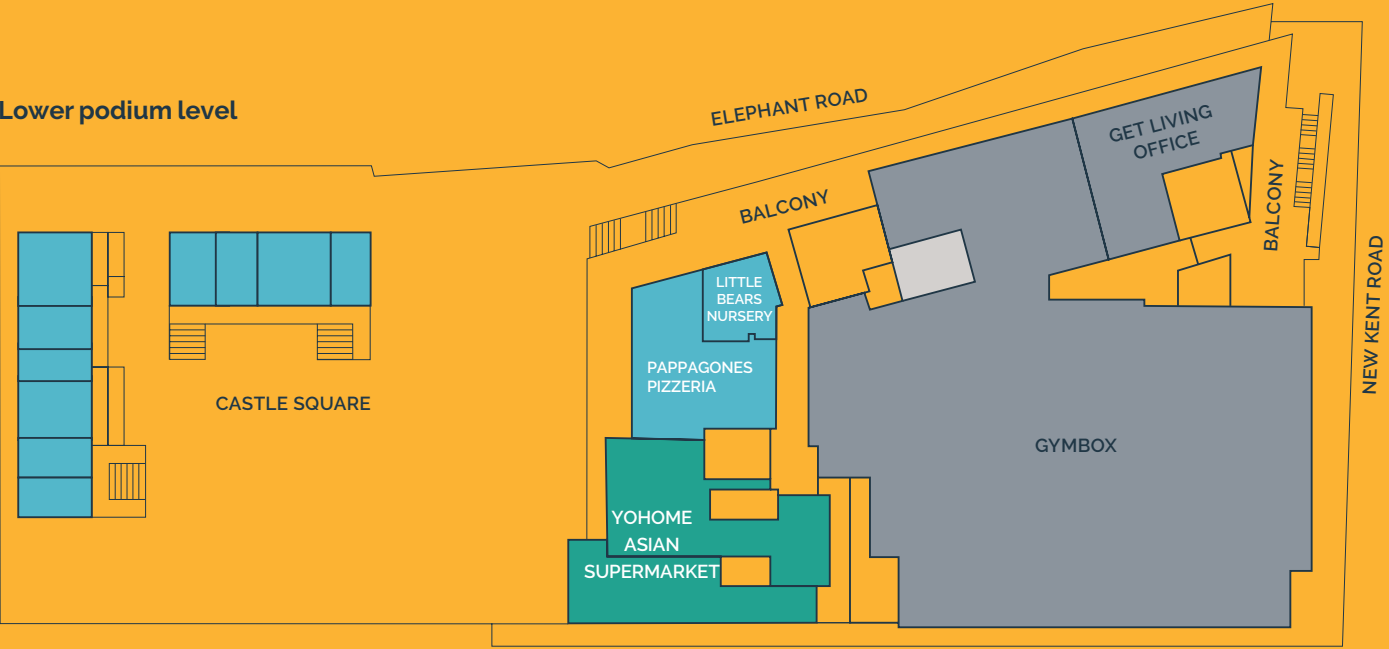 Lower podium level
ELEPHANT ROAD
GET LIVING
OFFICE
BALCONY
BALCONY
NEW KENT ROAD
LITTLE
BEARS
NURSERY
PAPPAGONES
PIZZERIA
CASTLE SQUARE
GYMBOX
YOHOME
ASIAN
SUPERMARKET